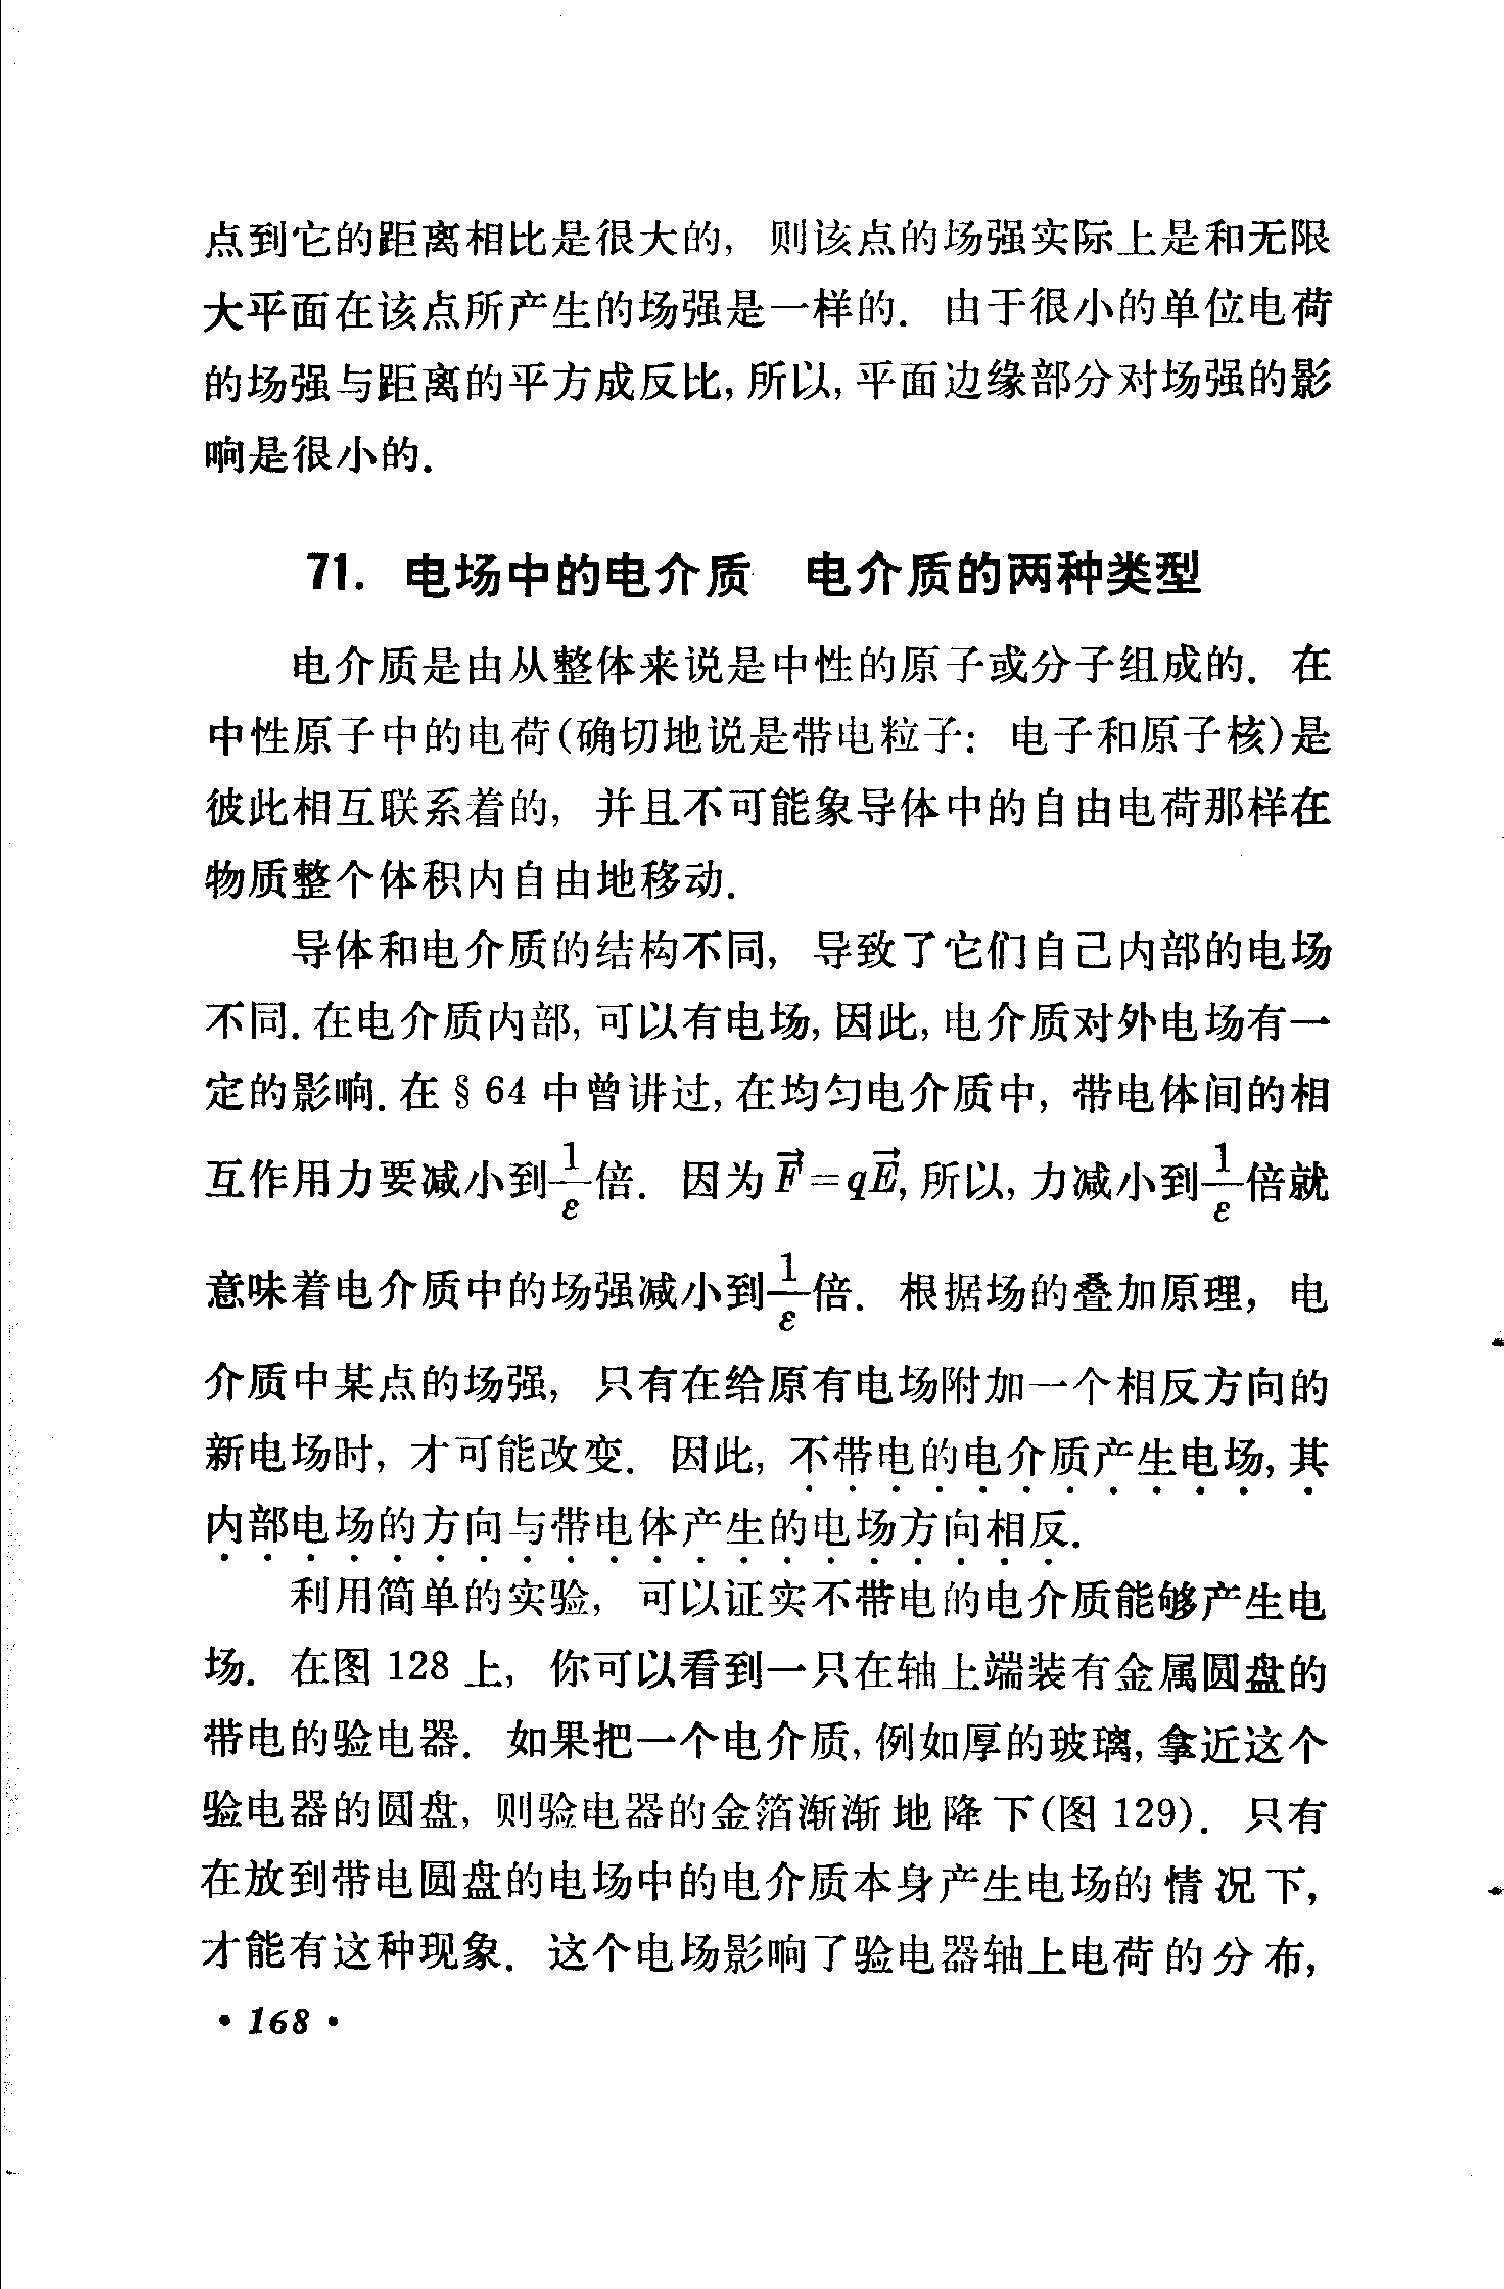 点到它的距离相比是很大的，则该点的场强实际上是和无限
大平面在该点所产生的场强是一样的．由于很小的单位电荷
的场强与距离的平方成反比，所以，平面边缘部分对场强的影
响是很小的．
71．电场中的电介质　电介质的两种类型
电介质是由从整体来说是中性的原子或分子组成的．在
中性原子中的电荷（确切地说是带电粒子：电子和原子核）是
彼此相互联系着的，并且不可能象导体中的自由电荷那样在
物质整个体积内自由地移动．
导体和电介质的结构不同，导致了它们自己内部的电场
不同．在电介质内部，可以有电场，因此，电介质对外电场有一
定的影响．在 § 64 中曾讲过，在均匀电介质中，带电体间的相
互作用力要减小到 $\frac{1}{\varepsilon}$ 倍．因为 $\vec{F}=q\vec{E}$，所以，力减小到 $\frac{1}{\varepsilon}$ 倍就
意味着电介质中的场强减小到 $\frac{1}{\varepsilon}$ 倍．根据场的叠加原理，电
介质中某点的场强，只有在给原有电场附加一个相反方向的
新电场时，才可能改变．因此，不带电的电介质产生电场，其
内部电场的方向与带电体产生的电场方向相反．
利用简单的实验，可以证实不带电的电介质能够产生电
场．在图 128 上，你可以看到一只在轴上端装有金属圆盘的
带电的验电器．如果把一个电介质，例如厚的玻璃，拿近这个
验电器的圆盘，则验电器的金箔渐渐地降下（图 129）．只有
在放到带电圆盘的电场中的电介质本身产生电场的情况下，
才能有这种现象．这个电场影响了验电器轴上电荷的分布，
· 168 ·